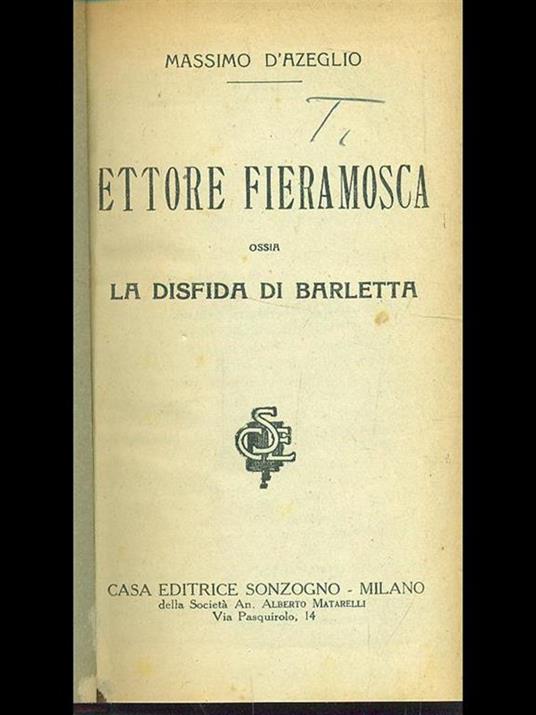 MASSIMO D'AZEGLIO
T
ETTORE FIERAMOSCA
OSSIA
LA DISFIDA DI BARLETTA
CASA EDITRICE SONZOGNO - MILANO
della Società An. ALBERTO MATARELLI
Via Pasquirolo, 14